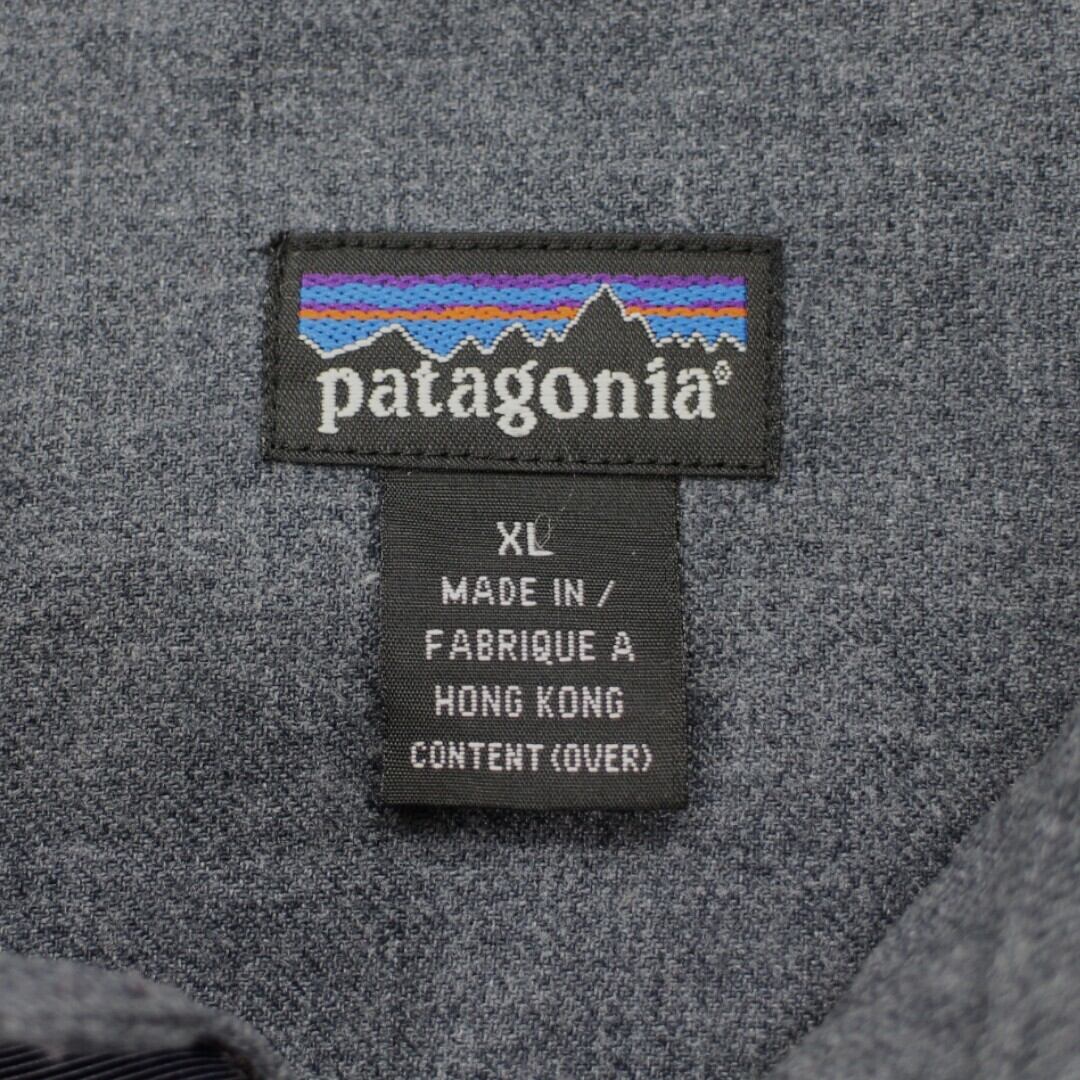 patagonia®
XL
MADE IN /
FABRIQUE A
HONG KONG
CONTENT (OVER)